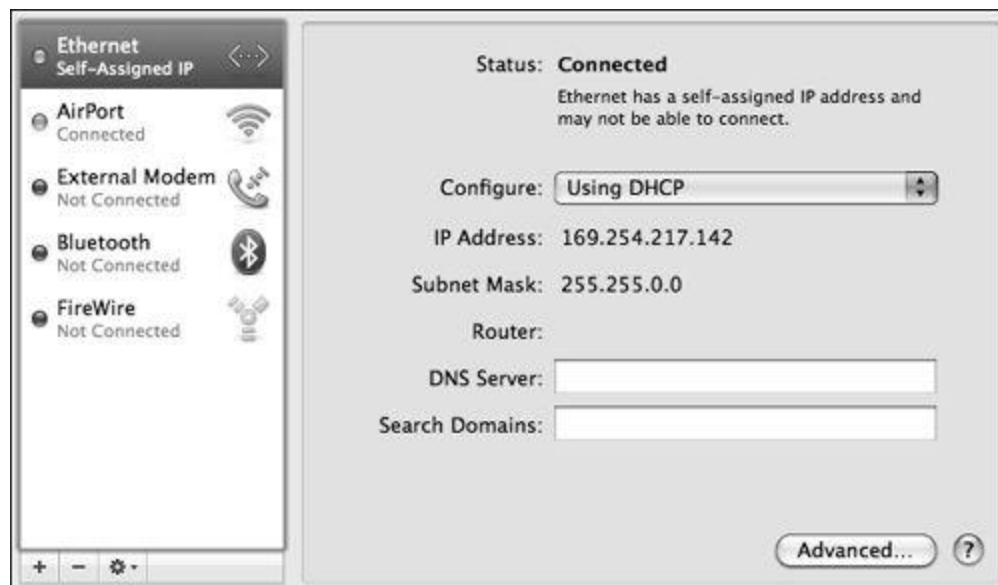 Ethernet
Self-Assigned IP
AirPort
Connected
External Modem
Not Connected
Bluetooth
Not Connected
FireWire
Not Connected
Status: Connected
Ethernet has a self-assigned IP address and
may not be able to connect.
Configure: Using DHCP
IP Address: 169.254.217.142
Subnet Mask: 255.255.0.0
Router:
DNS Server:
Search Domains:
Advanced... ?